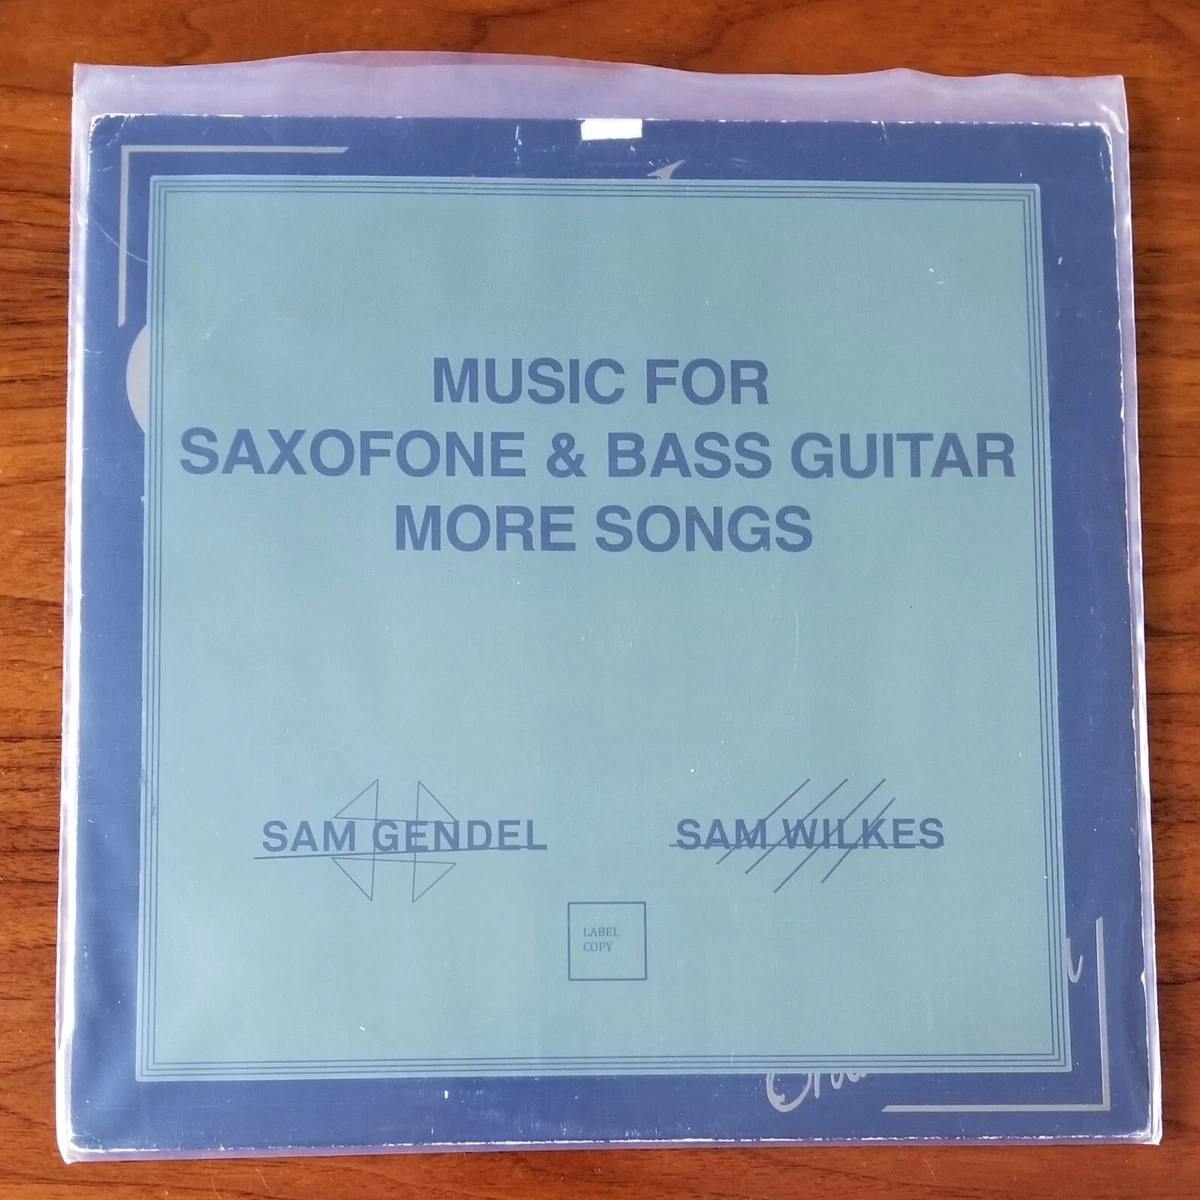 MUSIC FOR
SAXOFONE & BASS GUITAR
MORE SONGS
SAM GENDEL
SAM WILKES
LABEL
COPY